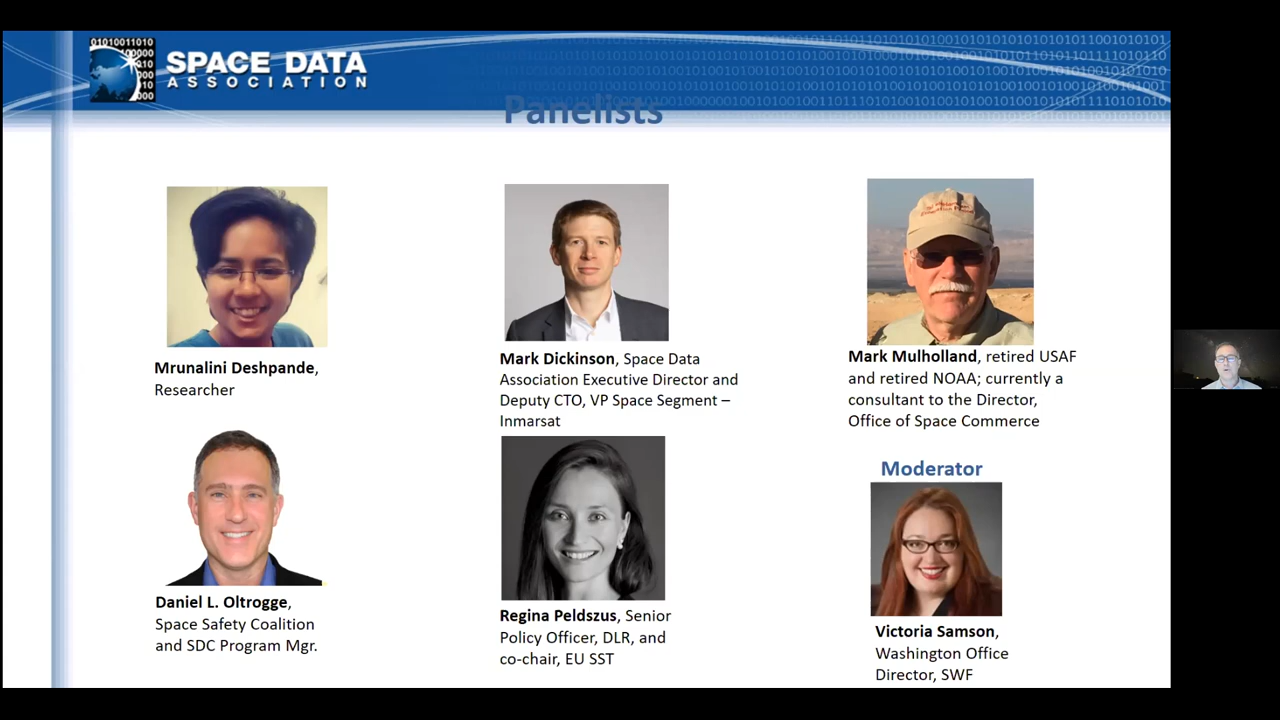 SPACE DATA
ASSOCIATION
Panelists
Mrunalini Deshpande,
Researcher
Mark Dickinson, Space Data
Association Executive Director and
Deputy CTO, VP Space Segment –
Inmarsat
Mark Mulholland, retired USAF
and retired NOAA; currently a
consultant to the Director,
Office of Space Commerce
Daniel L. Oltrogge,
Space Safety Coalition
and SDC Program Mgr.
Regina Peldszus, Senior
Policy Officer, DLR, and
co-chair, EU SST
Moderator
Victoria Samson,
Washington Office
Director, SWF